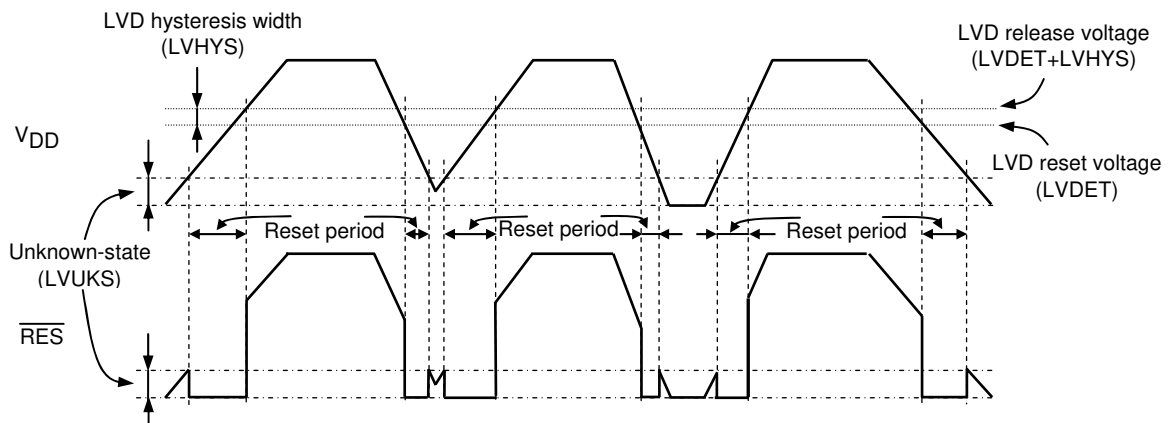 LVD hysteresis width
(LVHYS)
LVD release voltage
(LVDET+LVHYS)
VDD
LVD reset voltage
(LVDET)
Reset period
Reset period
Reset period
Unknown-state
(LVUKS)
RES